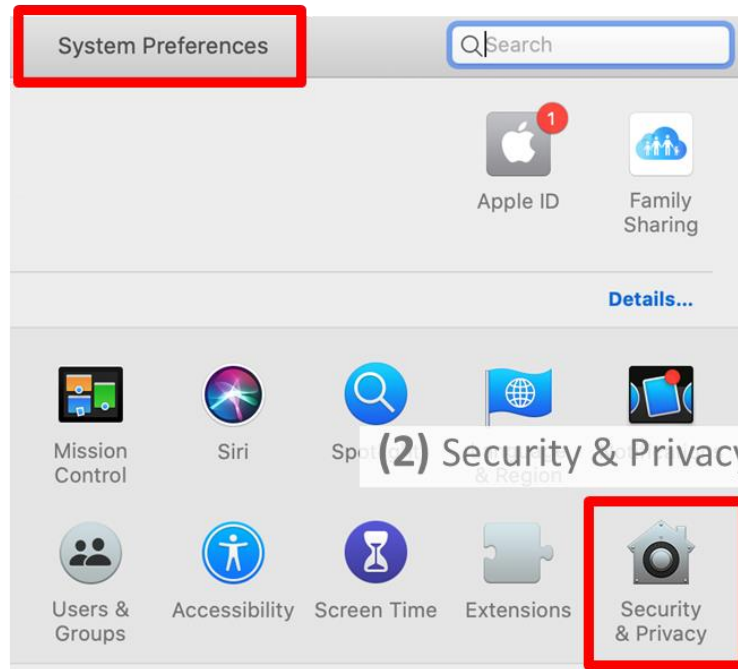 System Preferences
Search
1
Apple ID
Family
Sharing
Details...
Mission
Control
Siri
(2) Security & Privacy
& Region
Users &
Groups
Accessibility
Screen Time
Extensions
Security
& Privacy